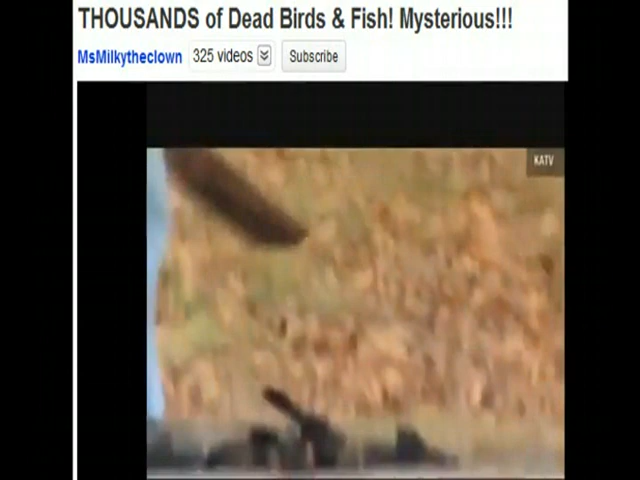 THOUSANDS of Dead Birds & Fish! Mysterious!!!
MsMilkytheclown 325 videos Subscribe
KATV